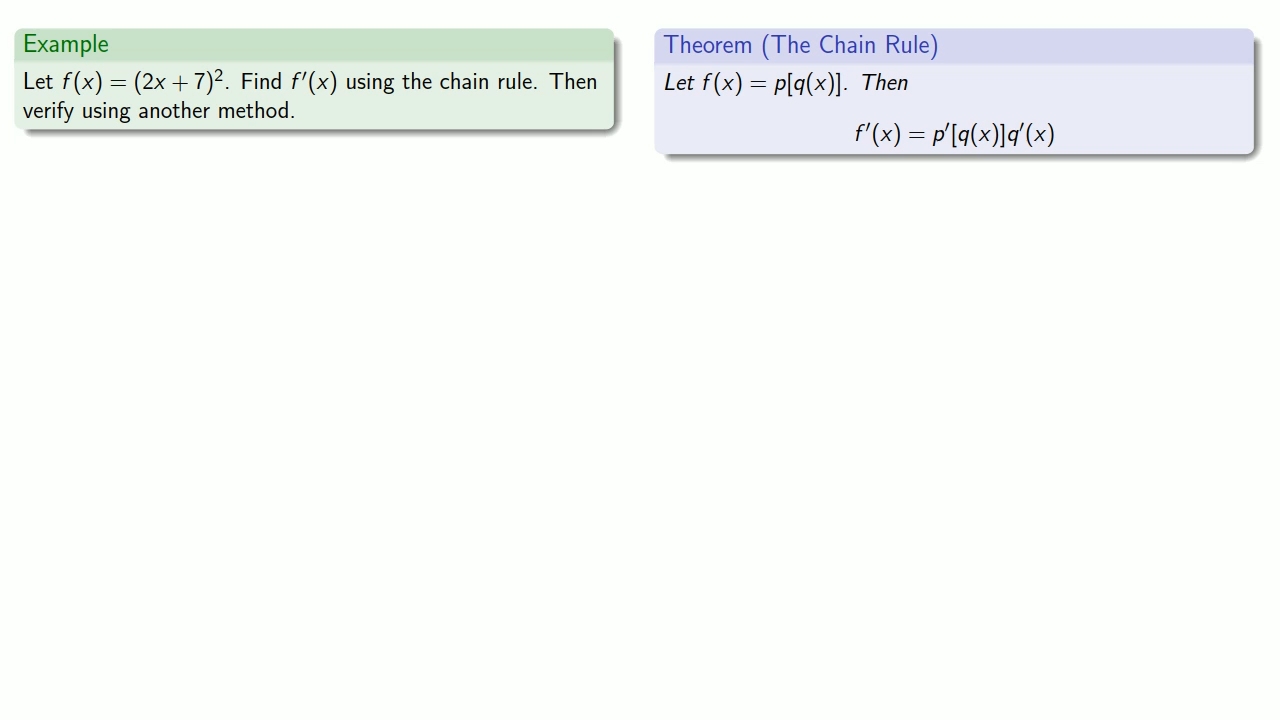 Example
Let f(x) = (2x + 7)². Find f′(x) using the chain rule. Then
verify using another method.
Theorem (The Chain Rule)
Let f(x) = p[q(x)]. Then
f′(x) = p′[q(x)]q′(x)